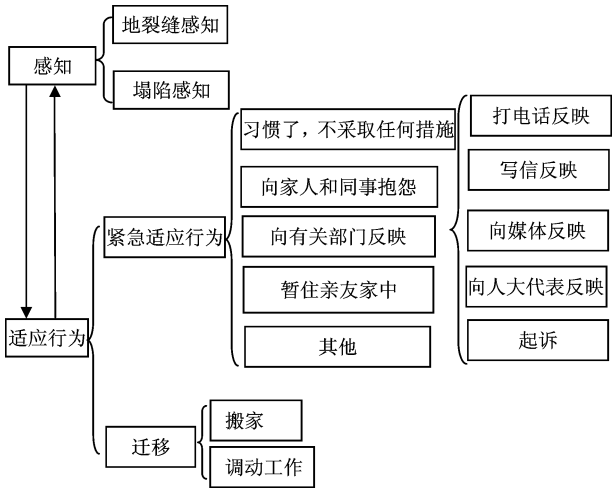 地裂缝感知
感知
塌陷感知
习惯了，不采取任何措施
打电话反映
写信反映
向家人和同事抱怨
紧急适应行为
向有关部门反映
向媒体反映
暂住亲友家中
向人大代表反映
适应行为
其他
起诉
搬家
迁移
调动工作